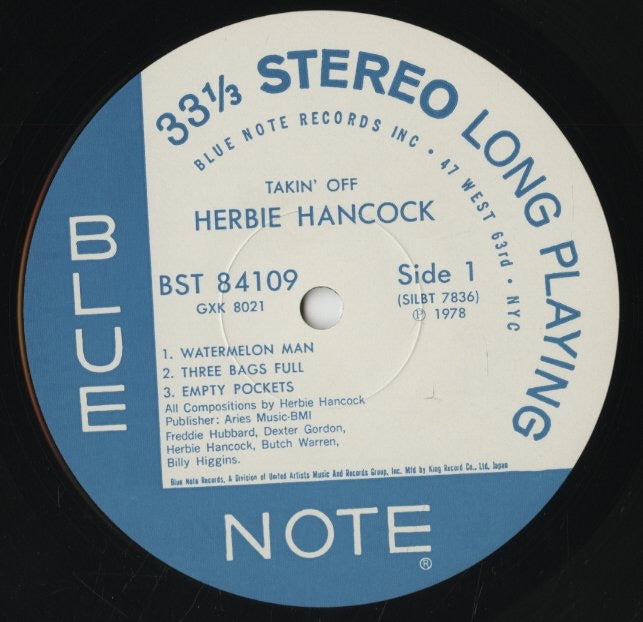 33⅓ STEREO LONG PLAYING
BLUE NOTE RECORDS INC • 47 WEST 63rd • NYC
TAKIN' OFF
HERBIE HANCOCK
BST 84109
GXK 8021
Side 1
(SILBT 7836)
℗ 1978
1. WATERMELON MAN
2. THREE BAGS FULL
3. EMPTY POCKETS
All Compositions by Herbie Hancock
Publisher: Aries Music-BMI
Freddie Hubbard, Dexter Gordon,
Herbie Hancock, Butch Warren,
Billy Higgins.
Blue Note Records, A Division of United Artists Music And Records Group, Inc. Mfd by King Record Co., Ltd. Japan
BLUE
NOTE®